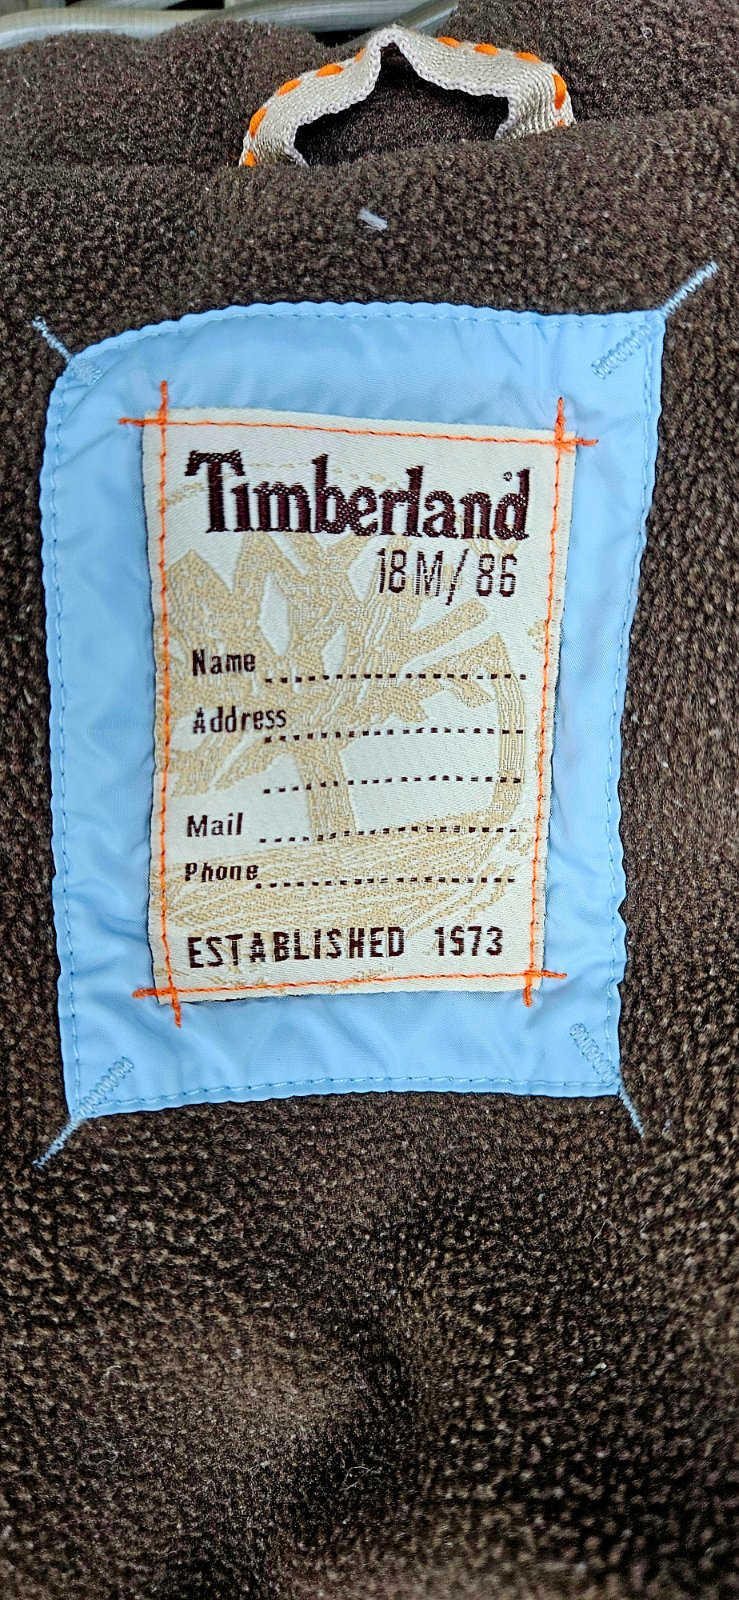 Timberland
18M/86
Name
Address
Mail
Phone
ESTABLISHED 1973